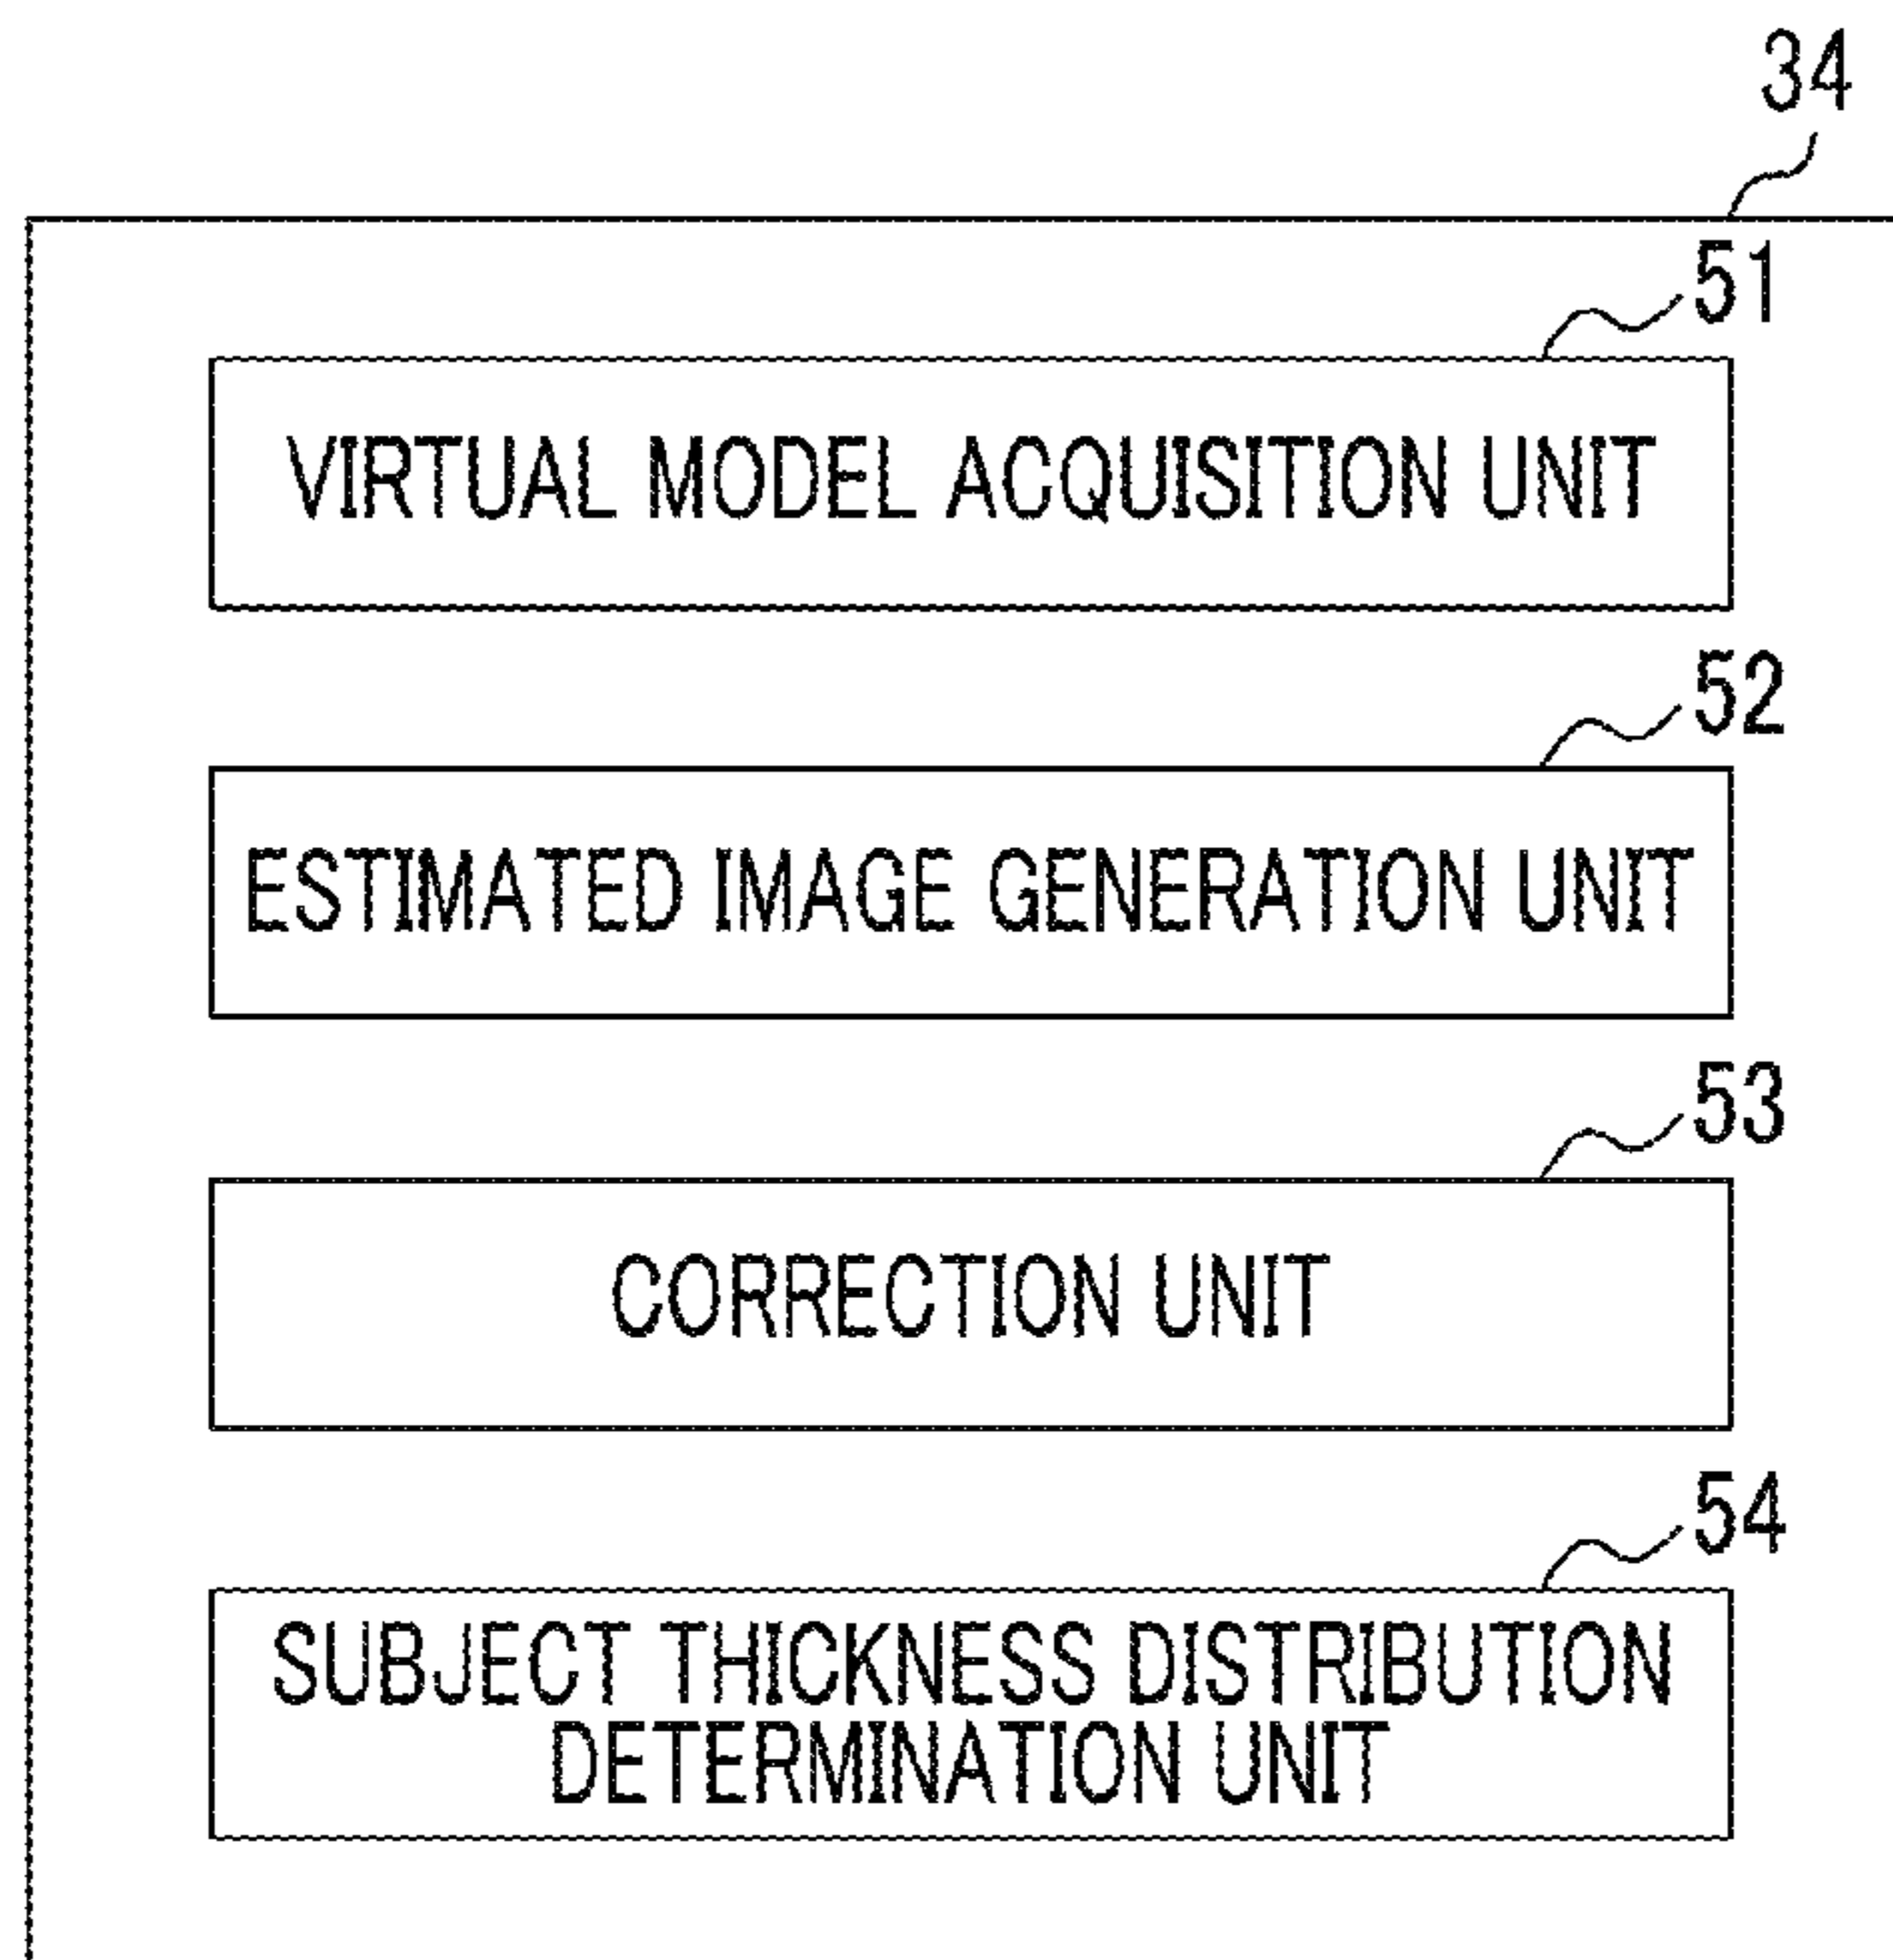 34
51
VIRTUAL MODEL ACQUISITION UNIT
52
ESTIMATED IMAGE GENERATION UNIT
53
CORRECTION UNIT
54
SUBJECT THICKNESS DISTRIBUTION
DETERMINATION UNIT